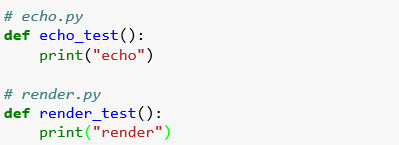 # echo.py
def echo_test():
    print("echo")

# render.py
def render_test():
    print("render")